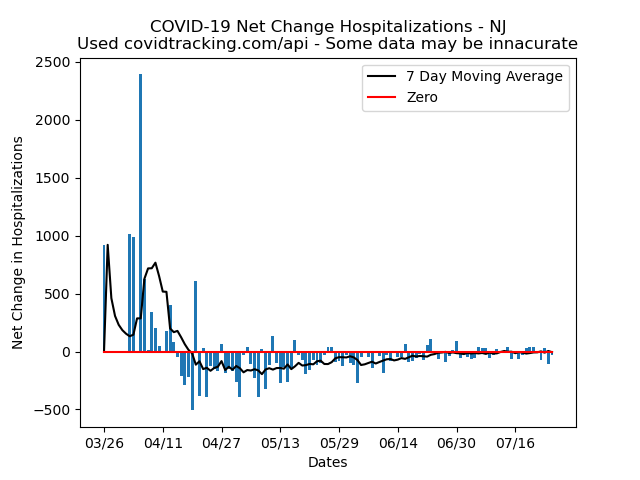 COVID-19 Net Change Hospitalizations - NJ
Used covidtracking.com/api - Some data may be innacurate
7 Day Moving Average
Zero
Net Change in Hospitalizations
2500
2000
1500
1000
500
0
−500
03/26 04/11 04/27 05/13 05/29 06/14 06/30 07/16
Dates